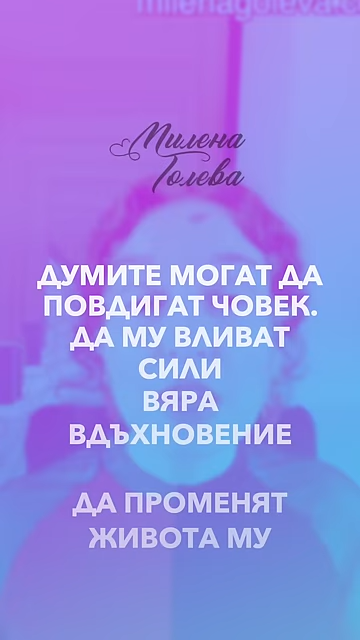 Милена
Голева
ДУМИТЕ МОГАТ ДА
ПОВДИГАТ ЧОВЕК.
ДА МУ ВЛИВАТ
СИЛИ
ВЯРА
ВДЪХНОВЕНИЕ
ДА ПРОМЕНЯТ
ЖИВОТА МУ